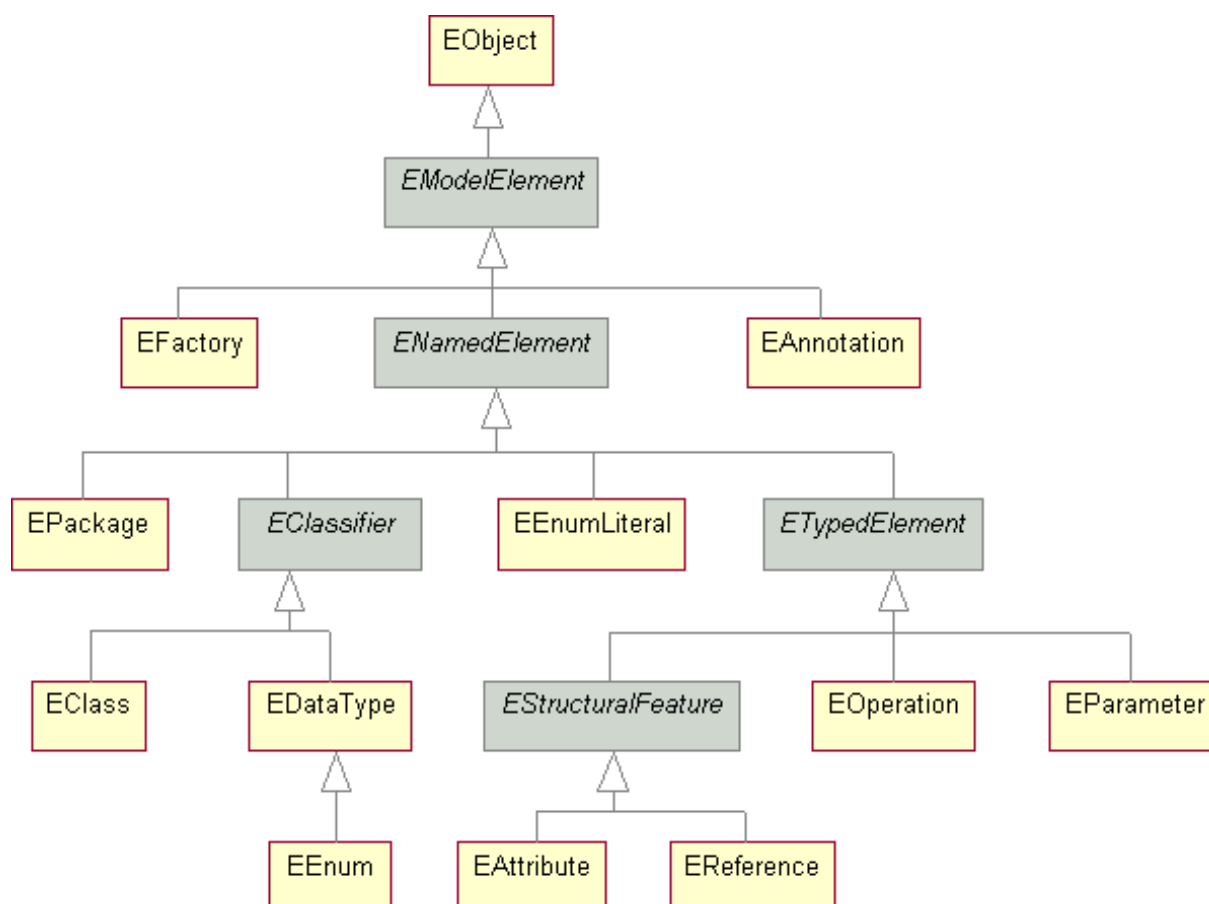 EObject
EModelElement
EFactory
ENamedElement
EAnnotation
EPackage
EClassifier
EEnumLiteral
ETypedElement
EClass
EDataType
EStructuralFeature
EOperation
EParameter
EEnum
EAttribute
EReference